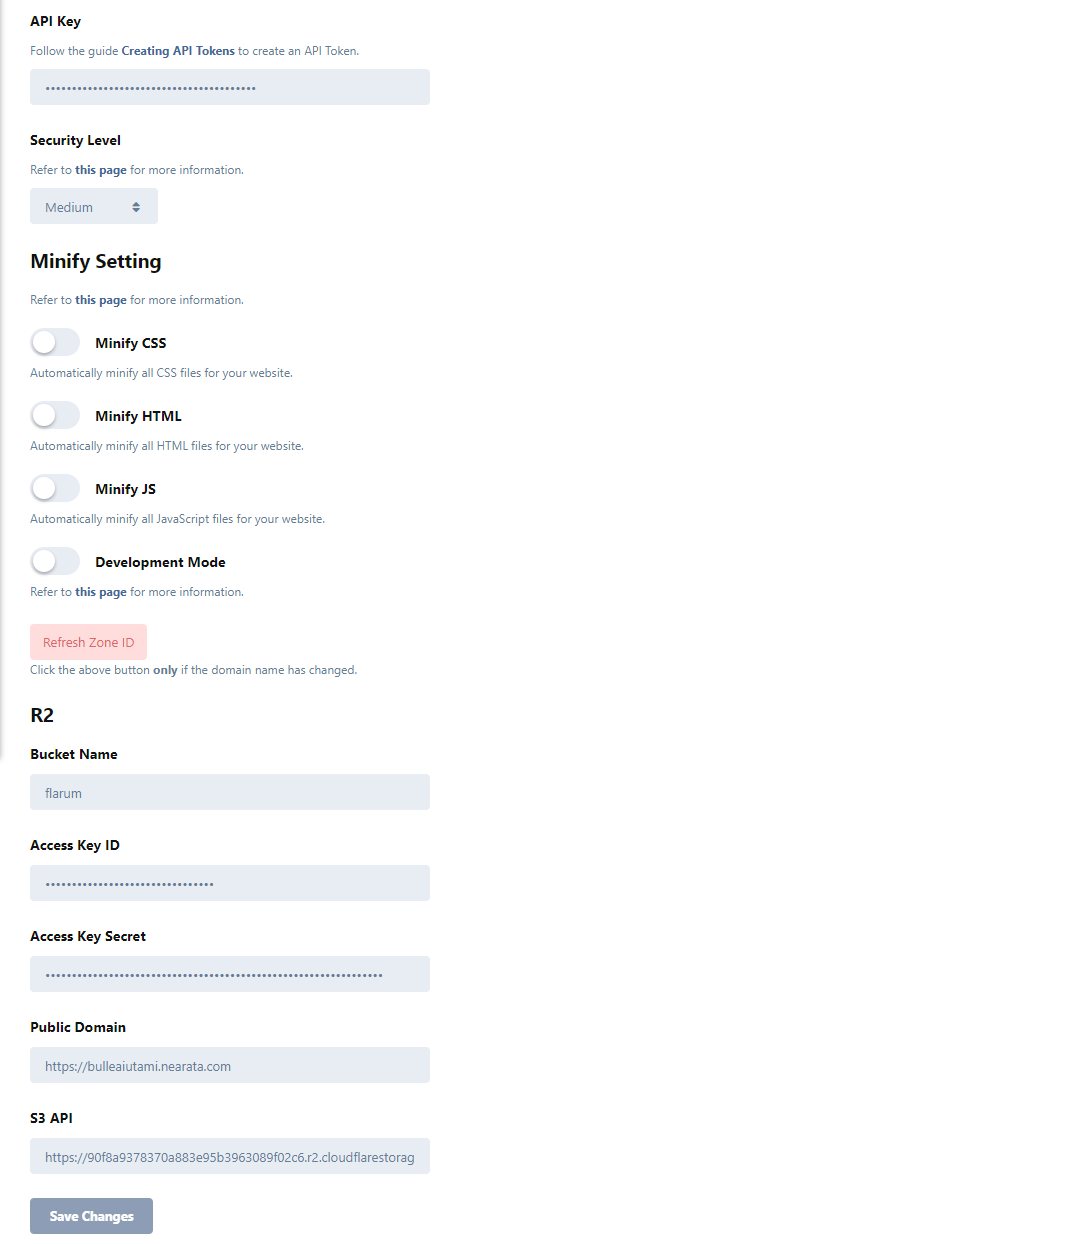 API Key
Follow the guide Creating API Tokens to create an API Token.
••••••••••••••••••••••••••••••••••••••••
Security Level
Refer to this page for more information.
Medium
Minify Setting
Refer to this page for more information.
Minify CSS
Automatically minify all CSS files for your website.
Minify HTML
Automatically minify all HTML files for your website.
Minify JS
Automatically minify all JavaScript files for your website.
Development Mode
Refer to this page for more information.
Refresh Zone ID
Click the above button only if the domain name has changed.
R2
Bucket Name
flarum
Access Key ID
••••••••••••••••••••••••••••••••
Access Key Secret
••••••••••••••••••••••••••••••••••••••••••••••••••••••••••••••••
Public Domain
https://bulleaiutami.nearata.com
S3 API
https://90f8a9378370a883e95b3963089f02c6.r2.cloudflarestorag
Save Changes